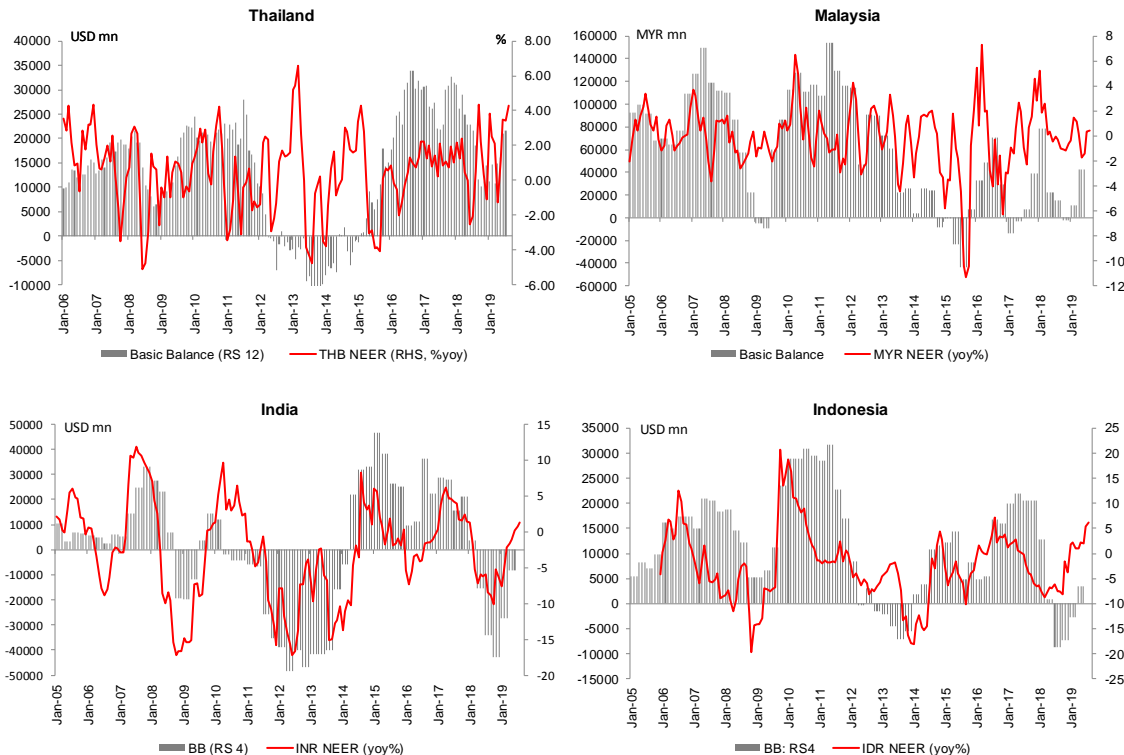 Thailand
USD mn
%
40000
35000
30000
25000
20000
15000
10000
5000
0
-5000
-10000
8.00
6.00
4.00
2.00
0.00
-2.00
-4.00
-6.00
Jan-06
Jan-07
Jan-08
Jan-09
Jan-10
Jan-11
Jan-12
Jan-13
Jan-14
Jan-15
Jan-16
Jan-17
Jan-18
Jan-19
Basic Balance (RS 12)
THB NEER (RHS, %yoy)
Malaysia
MYR mn
160000
140000
120000
100000
80000
60000
40000
20000
0
-20000
-40000
-60000
8
6
4
2
0
-2
-4
-6
-8
-10
-12
Jan-05
Jan-06
Jan-07
Jan-08
Jan-09
Jan-10
Jan-11
Jan-12
Jan-13
Jan-14
Jan-15
Jan-16
Jan-17
Jan-18
Jan-19
Basic Balance
MYR NEER (yoy%)
India
USD mn
50000
40000
30000
20000
10000
0
-10000
-20000
-30000
-40000
-50000
15
10
5
0
-5
-10
-15
-20
Jan-05
Jan-06
Jan-07
Jan-08
Jan-09
Jan-10
Jan-11
Jan-12
Jan-13
Jan-14
Jan-15
Jan-16
Jan-17
Jan-18
Jan-19
BB (RS 4)
INR NEER (yoy%)
Indonesia
USD mn
35000
30000
25000
20000
15000
10000
5000
0
-5000
-10000
-15000
25
20
15
10
5
0
-5
-10
-15
-20
-25
Jan-05
Jan-06
Jan-07
Jan-08
Jan-09
Jan-10
Jan-11
Jan-12
Jan-13
Jan-14
Jan-15
Jan-16
Jan-17
Jan-18
Jan-19
BB: RS4
IDR NEER (yoy%)